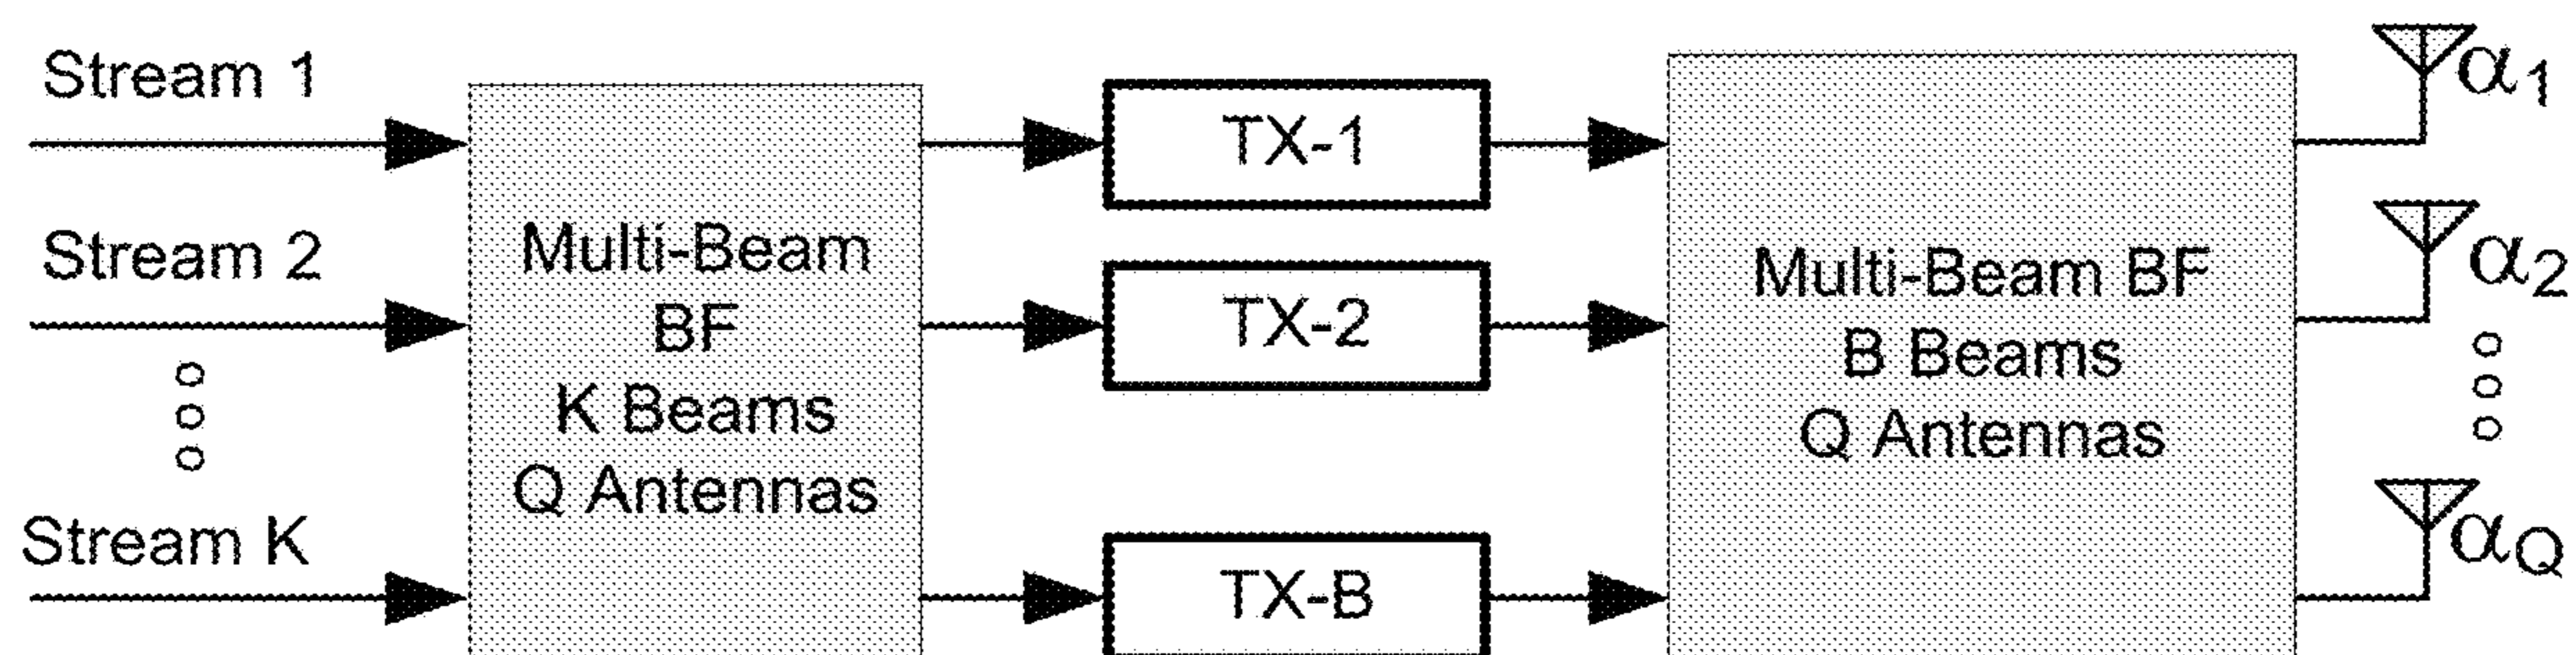 Stream 1
Stream 2
Stream K
Multi-Beam
BF
K Beams
Q Antennas
TX-1
TX-2
TX-B
Multi-Beam BF
B Beams
Q Antennas
α1
α2
αQ